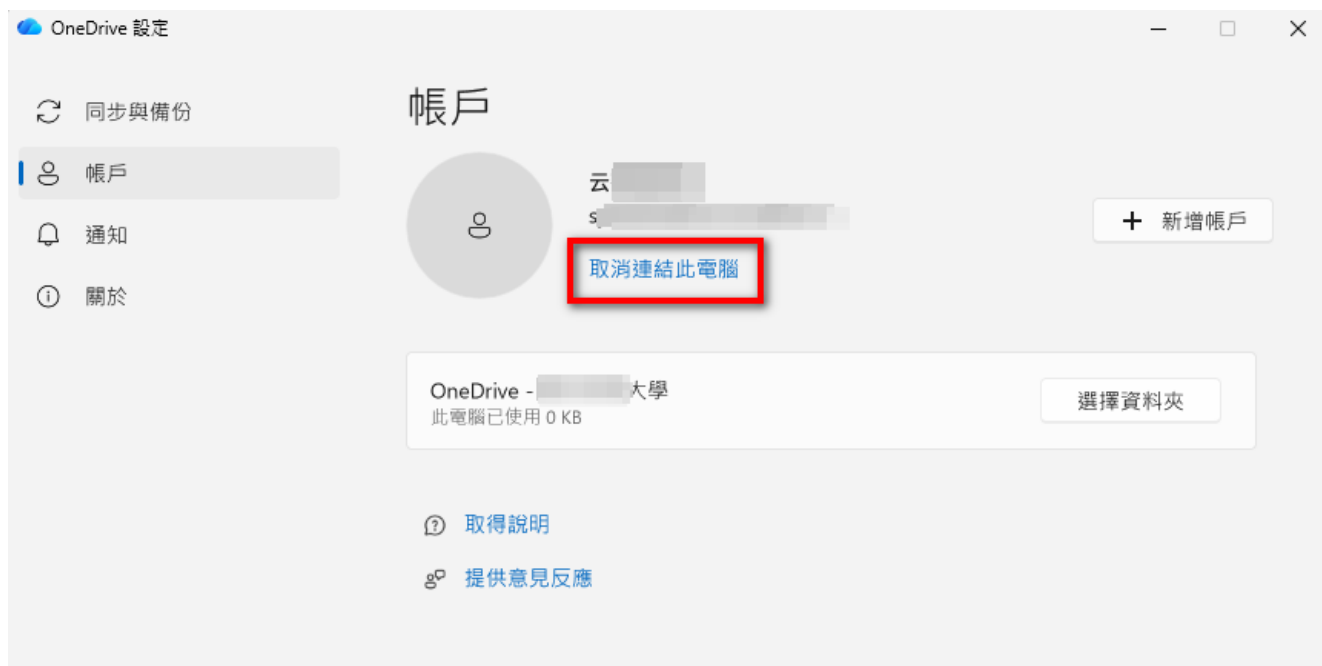 OneDrive 設定
同步與備份
帳戶
通知
關於
帳戶
云
s
取消連結此電腦
新增帳戶
OneDrive - 大學
此電腦已使用 0 KB
選擇資料夾
取得說明
提供意見反應